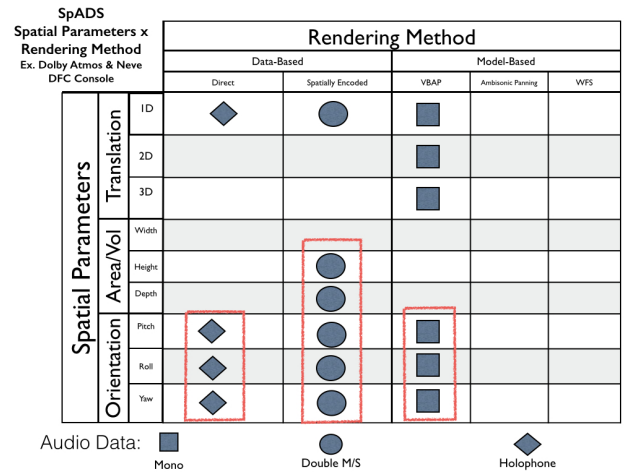 SpADS
Spatial Parameters x
Rendering Method
Ex. Dolby Atmos & Neve
DFC Console
Rendering Method
Data-Based
Model-Based
Direct
Spatially Encoded
VBAP
Ambisonic Panning
WFS
Spatial Parameters
Translation
1D
2D
3D
Area/Vol
Width
Height
Depth
Orientation
Pitch
Roll
Yaw
Audio Data:
Mono
Double M/S
Holophone